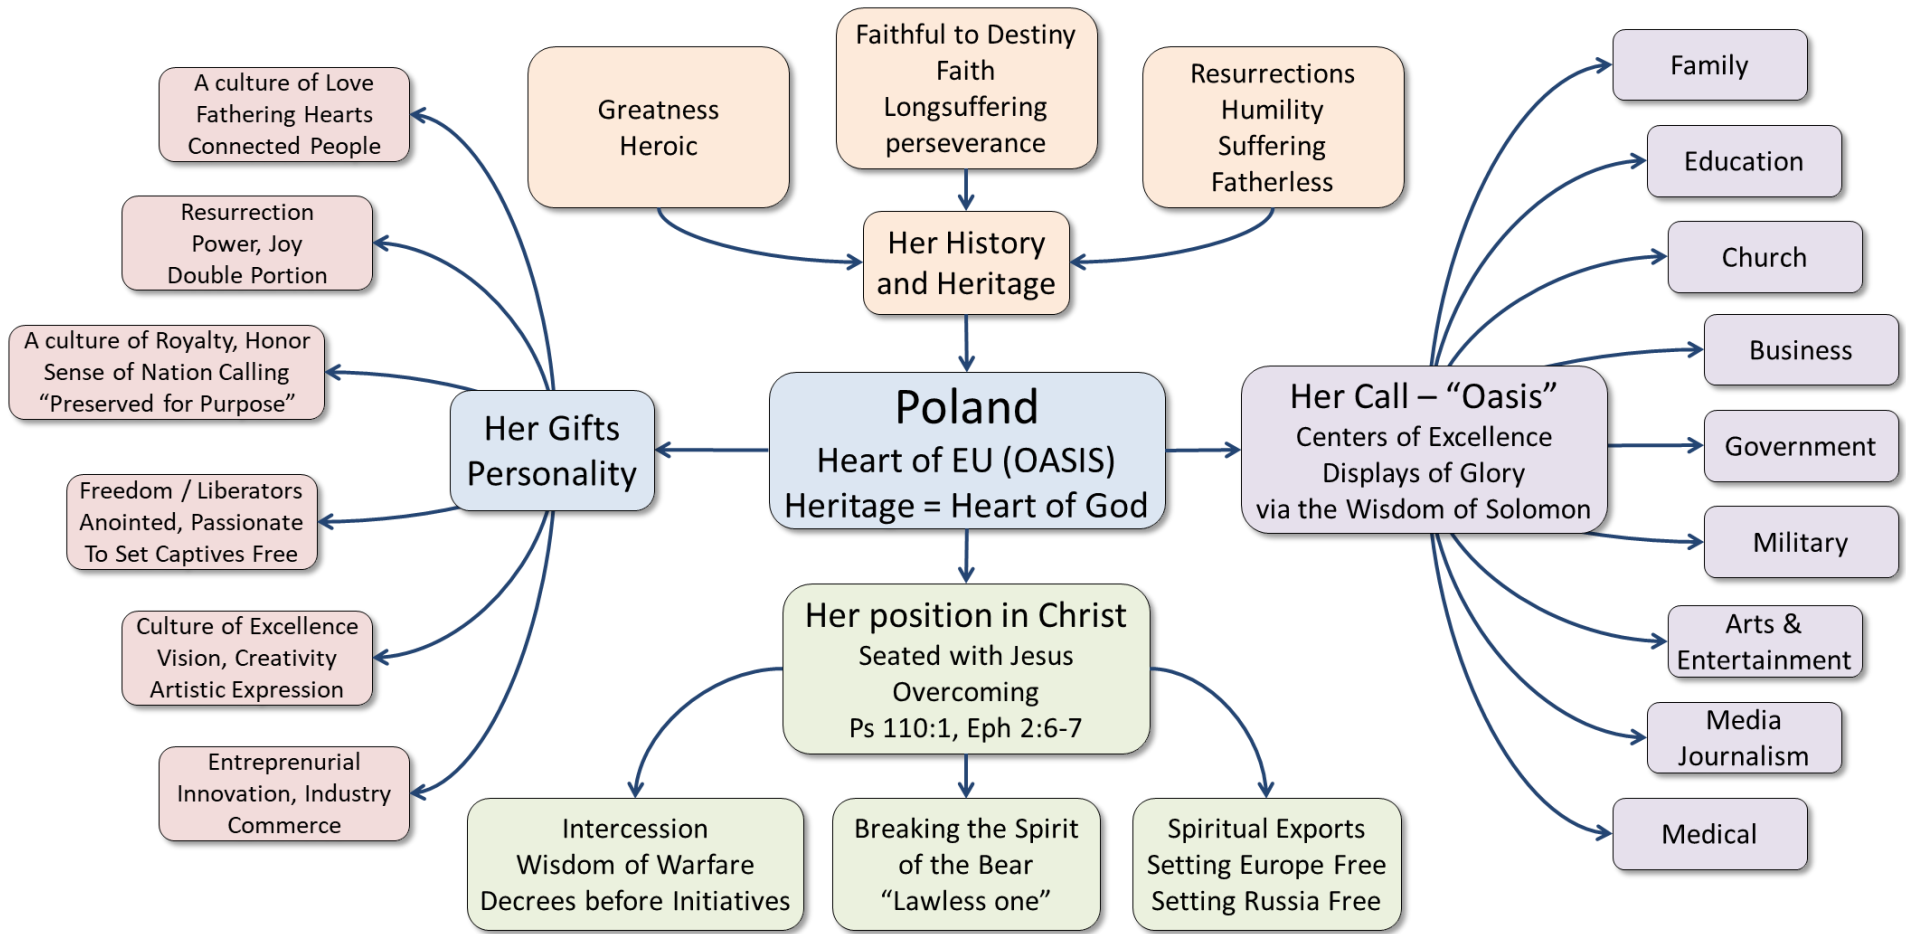 Faithful to Destiny
Faith
Longsuffering
perseverance
Greatness
Heroic
Resurrections
Humility
Suffering
Fatherless
Her History
and Heritage
Poland
Heart of EU (OASIS)
Heritage = Heart of God
Her Gifts
Personality
A culture of Love
Fathering Hearts
Connected People
Resurrection
Power, Joy
Double Portion
A culture of Royalty, Honor
Sense of Nation Calling
“Preserved for Purpose”
Freedom / Liberators
Anointed, Passionate
To Set Captives Free
Culture of Excellence
Vision, Creativity
Artistic Expression
Entreprenurial
Innovation, Industry
Commerce
Her Call – “Oasis”
Centers of Excellence
Displays of Glory
via the Wisdom of Solomon
Family
Education
Church
Business
Government
Military
Arts &
Entertainment
Media
Journalism
Medical
Her position in Christ
Seated with Jesus
Overcoming
Ps 110:1, Eph 2:6-7
Intercession
Wisdom of Warfare
Decrees before Initiatives
Breaking the Spirit
of the Bear
“Lawless one”
Spiritual Exports
Setting Europe Free
Setting Russia Free